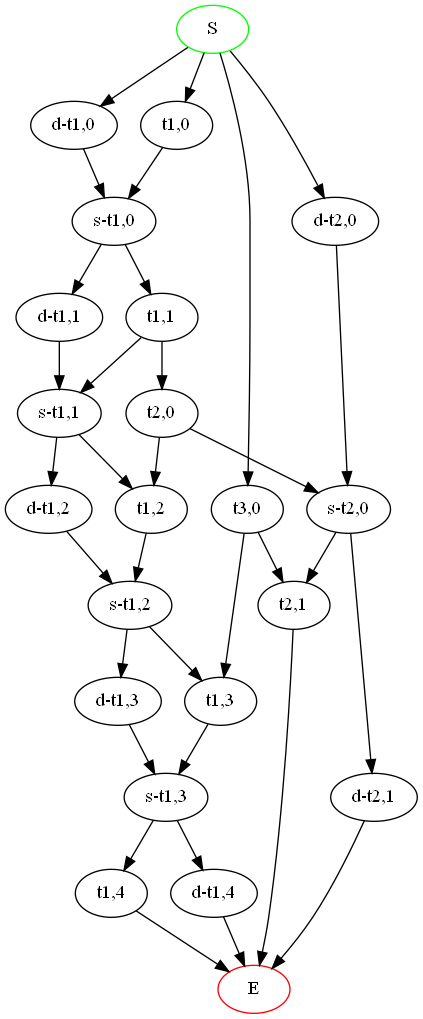 S
d-t1,0
t1,0
s-t1,0
d-t2,0
d-t1,1
t1,1
s-t1,1
t2,0
d-t1,2
t1,2
t3,0
s-t2,0
s-t1,2
t2,1
d-t1,3
t1,3
s-t1,3
d-t2,1
t1,4
d-t1,4
E